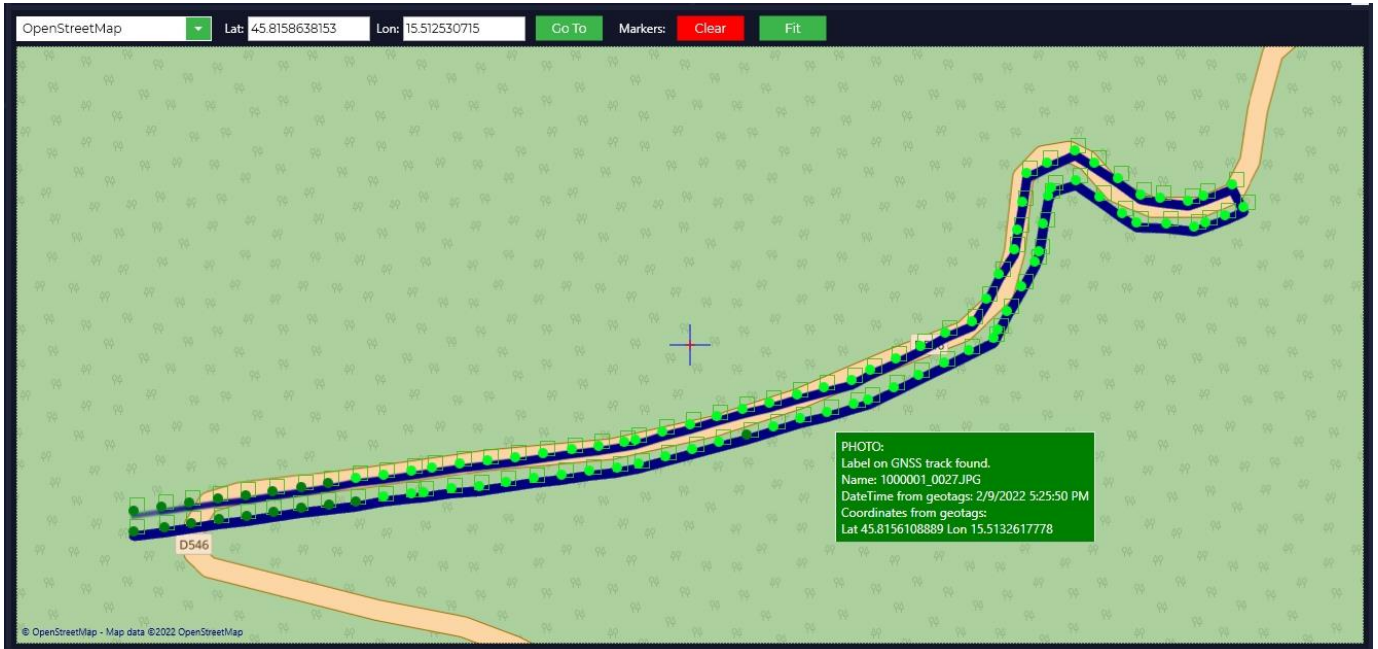 OpenStreetMap Lat: 45.8158638153 Lon: 15.512530715 Go To Markers: Clear Fit
PHOTO:
Label on GNSS track found.
Name: 1000001_0027.JPG
DateTime from geotags: 2/9/2022 5:25:50 PM
Coordinates from geotags:
Lat 45.8156108889 Lon 15.5132617778
D546
© OpenStreetMap - Map data ©2022 OpenStreetMap